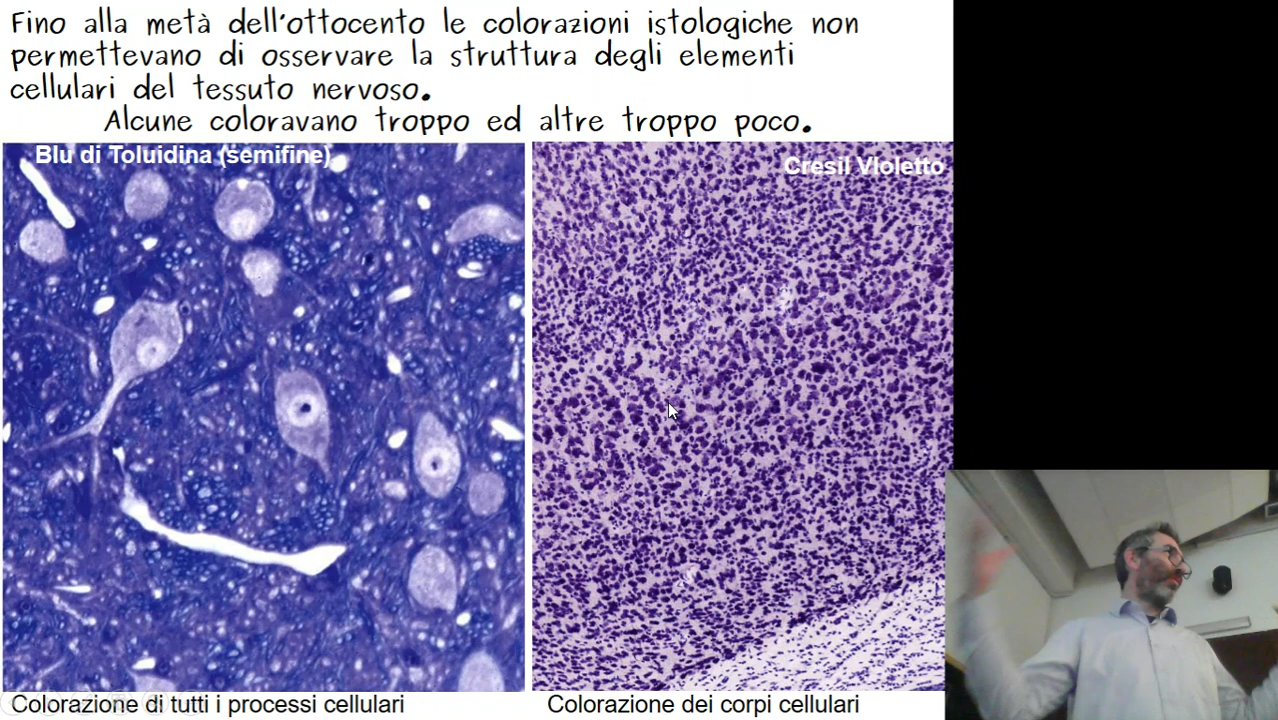 Fino alla metà dell'ottocento le colorazioni istologiche non
permettevano di osservare la struttura degli elementi
cellulari del tessuto nervoso.
Alcune coloravano troppo ed altre troppo poco.
Blu di Toluidina (semifine)
Cresil VIoletto
Colorazione di tutti i processi cellulari
Colorazione dei corpi cellulari